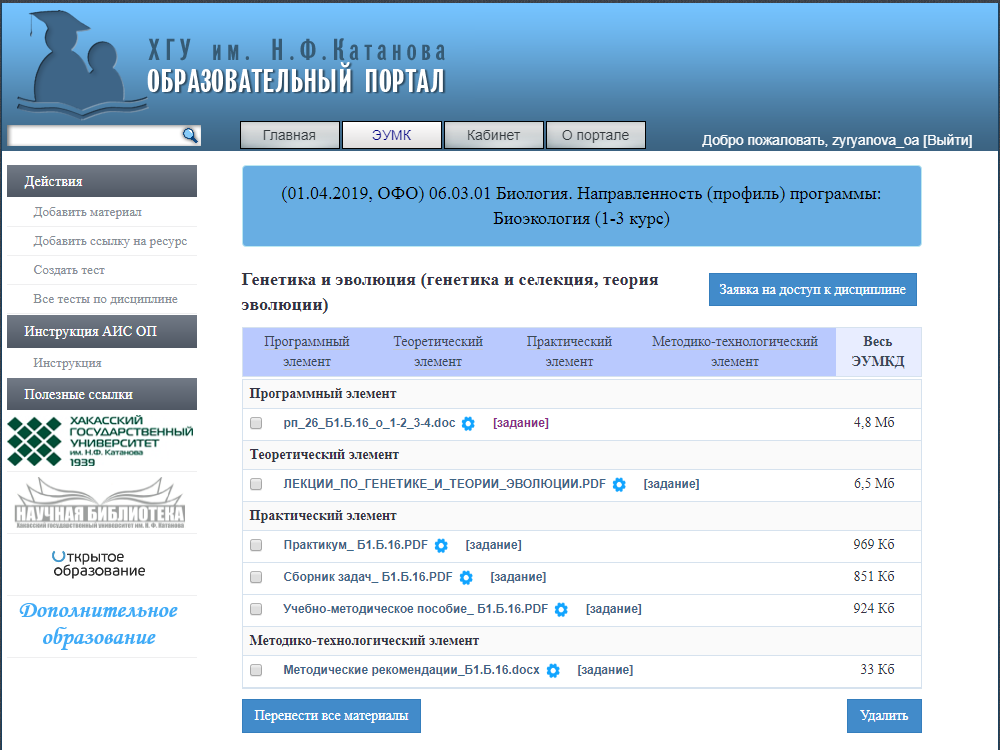 ХГУ им. Н.Ф.Катанова
ОБРАЗОВАТЕЛЬНЫЙ ПОРТАЛ
Главная
ЭУМК
Кабинет
О портале
Добро пожаловать, zyryanova_oa [Выйти]
Действия
Добавить материал
Добавить ссылку на ресурс
Создать тест
Все тесты по дисциплине
Инструкция АИС ОП
Инструкция
Полезные ссылки
ХАКАССКИЙ
ГОСУДАРСТВЕННЫЙ
УНИВЕРСИТЕТ
им. Н.Ф. Катанова
1939
НАУЧНАЯ БИБЛИОТЕКА
Хакасский государственный университет им. Н. Ф. Катанова
Открытое
образование
Дополнительное
образование
(01.04.2019, ОФО) 06.03.01 Биология. Направленность (профиль) программы:
Биоэкология (1-3 курс)
Генетика и эволюция (генетика и селекция, теория
эволюции)
Заявка на доступ к дисциплине
Программный
элемент
Теоретический
элемент
Практический
элемент
Методико-технологический
элемент
Весь
ЭУМКД
Программный элемент
рп_26_Б1.Б.16_о_1-2_3-4.doc [задание] 4,8 Мб
Теоретический элемент
ЛЕКЦИИ_ПО_ГЕНЕТИКЕ_И_ТЕОРИИ_ЭВОЛЮЦИИ.PDF [задание] 6,5 Мб
Практический элемент
Практикум_ Б1.Б.16.PDF [задание] 969 Кб
Сборник задач_ Б1.Б.16.PDF [задание] 851 Кб
Учебно-методическое пособие_ Б1.Б.16.PDF [задание] 924 Кб
Методико-технологический элемент
Методические рекомендации_Б1.Б.16.docx [задание] 33 Кб
Перенести все материалы
Удалить